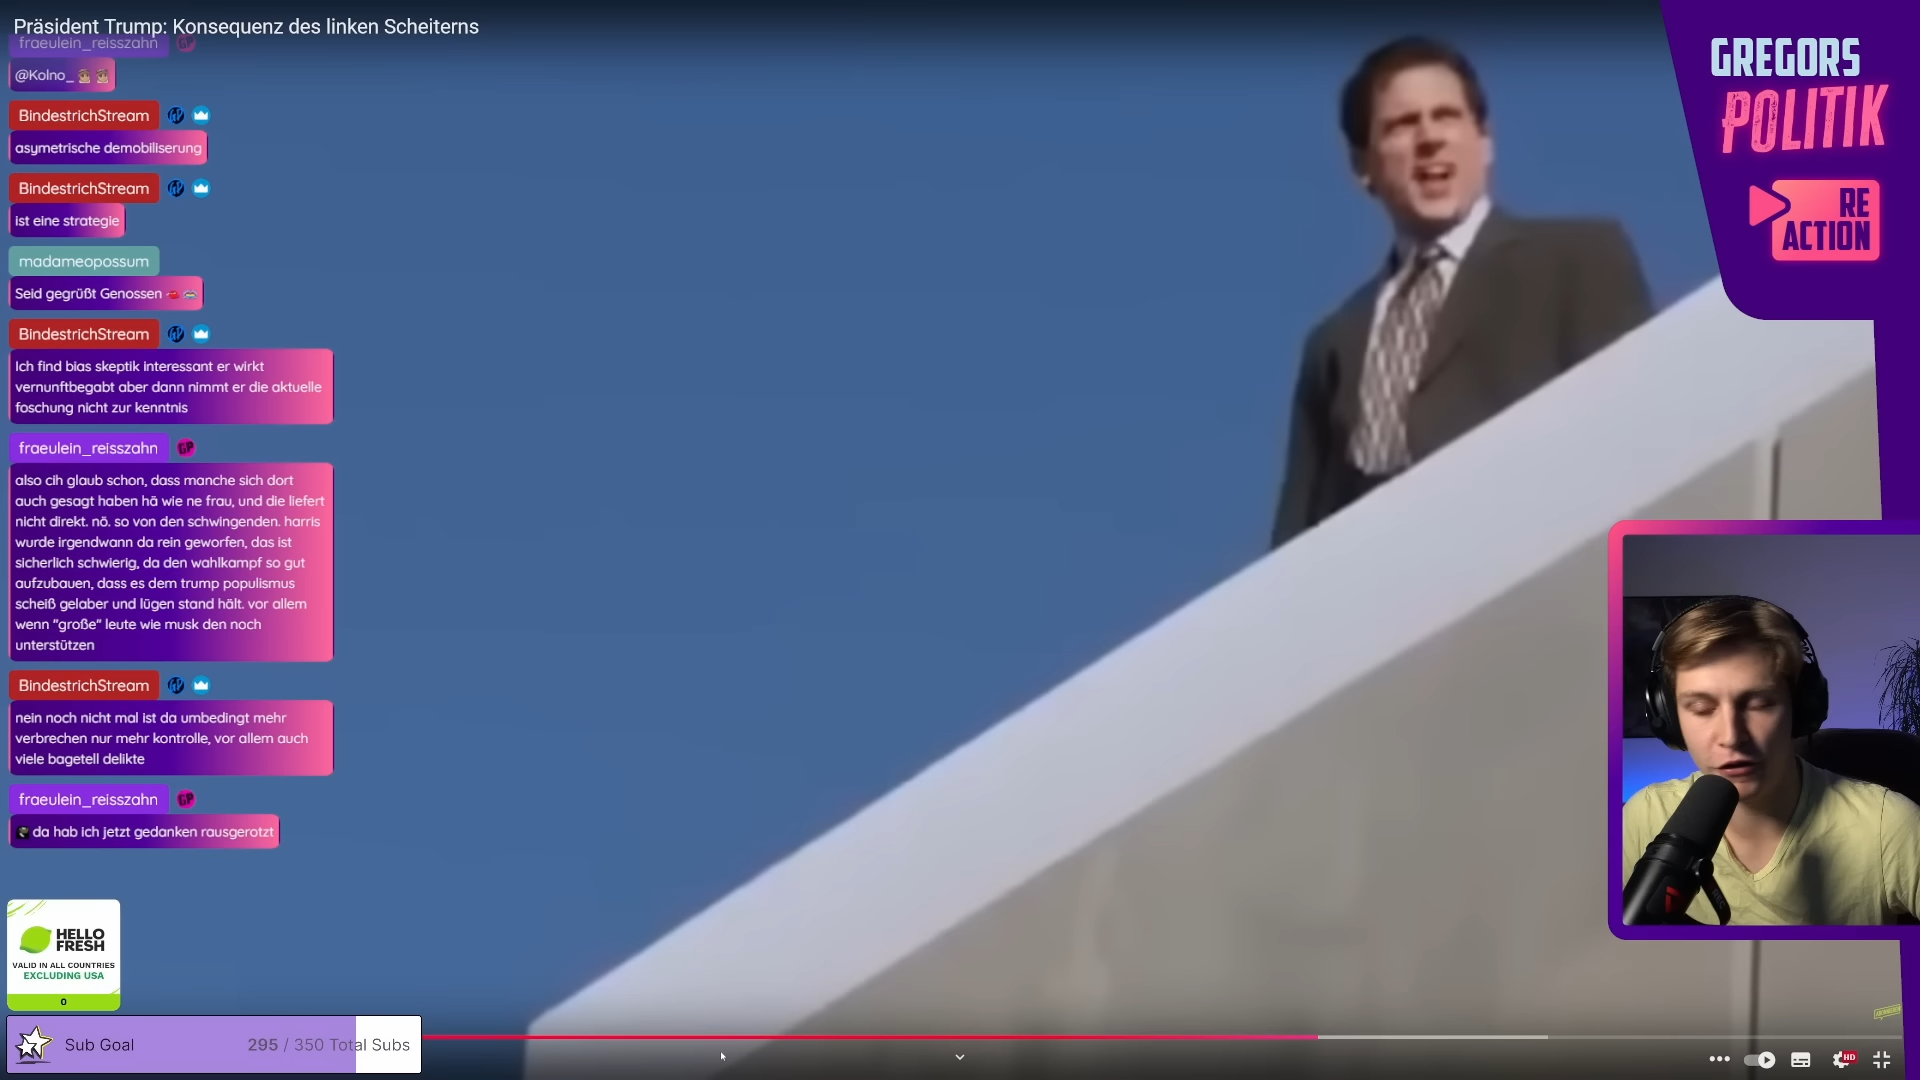 Präsident Trump: Konsequenz des linken Scheiterns
fraeulein_reisszahn
@Kolno_
BindestrichStream
asymetrische demobiliserung
BindestrichStream
ist eine strategie
madameopossum
Seid gegrüßt Genossen
BindestrichStream
Ich find bias skeptik interessant er wirkt
vernunftbegabt aber dann nimmt er die aktuelle
foschung nicht zur kenntnis
fraeulein_reisszahn
also cih glaub schon, dass manche sich dort
auch gesagt haben hä wie ne frau, und die liefert
nicht direkt. nö. so von den schwingenden. harris
wurde irgendwann da rein geworfen, das ist
sicherlich schwierig, da den wahlkampf so gut
aufzubauen, dass es dem trump populismus
scheiß gelaber und lügen stand hält. vor allem
wenn "große" leute wie musk den noch
unterstützen
BindestrichStream
nein noch nicht mal ist da umbedingt mehr
verbrechen nur mehr kontrolle, vor allem auch
viele bagetell delikte
fraeulein_reisszahn
da hab ich jetzt gedanken rausgerotzt
HELLO
FRESH
VALID IN ALL COUNTRIES
EXCLUDING USA
0
Sub Goal
295 / 350 Total Subs
GREGORS
POLITIK
RE
ACTION
HD